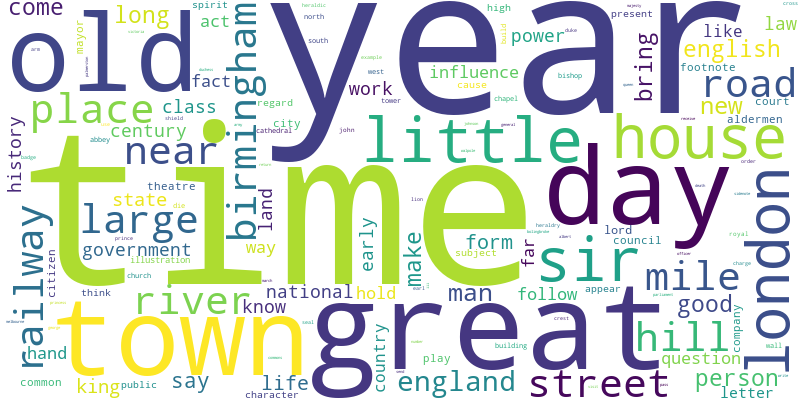 come
long
spirit
act
heraldic
north
high
present
law
mayor
old
year
power
like
english
south
fact
influence
bring
footnote
birmingham
west
cause
bishop
work
road
place
class
regard
tower
chapel
new
court
century
city
aldermen
history
abbey
near
cathedral
john
little
house
shield
badge
theatre
time
day
order
state
land
lion
heraldry
large
early
make
form
lord
council
royal
london
railway
government
way
subject
far
sir
prince
albert
citizen
illustration
church
appear
charge
officer
think
national
hold
man
follow
mile
river
know
good
company
parliament
town
great
crest
hill
wall
hand
country
play
building
question
common
king
public
say
life
england
street
person
character
letter